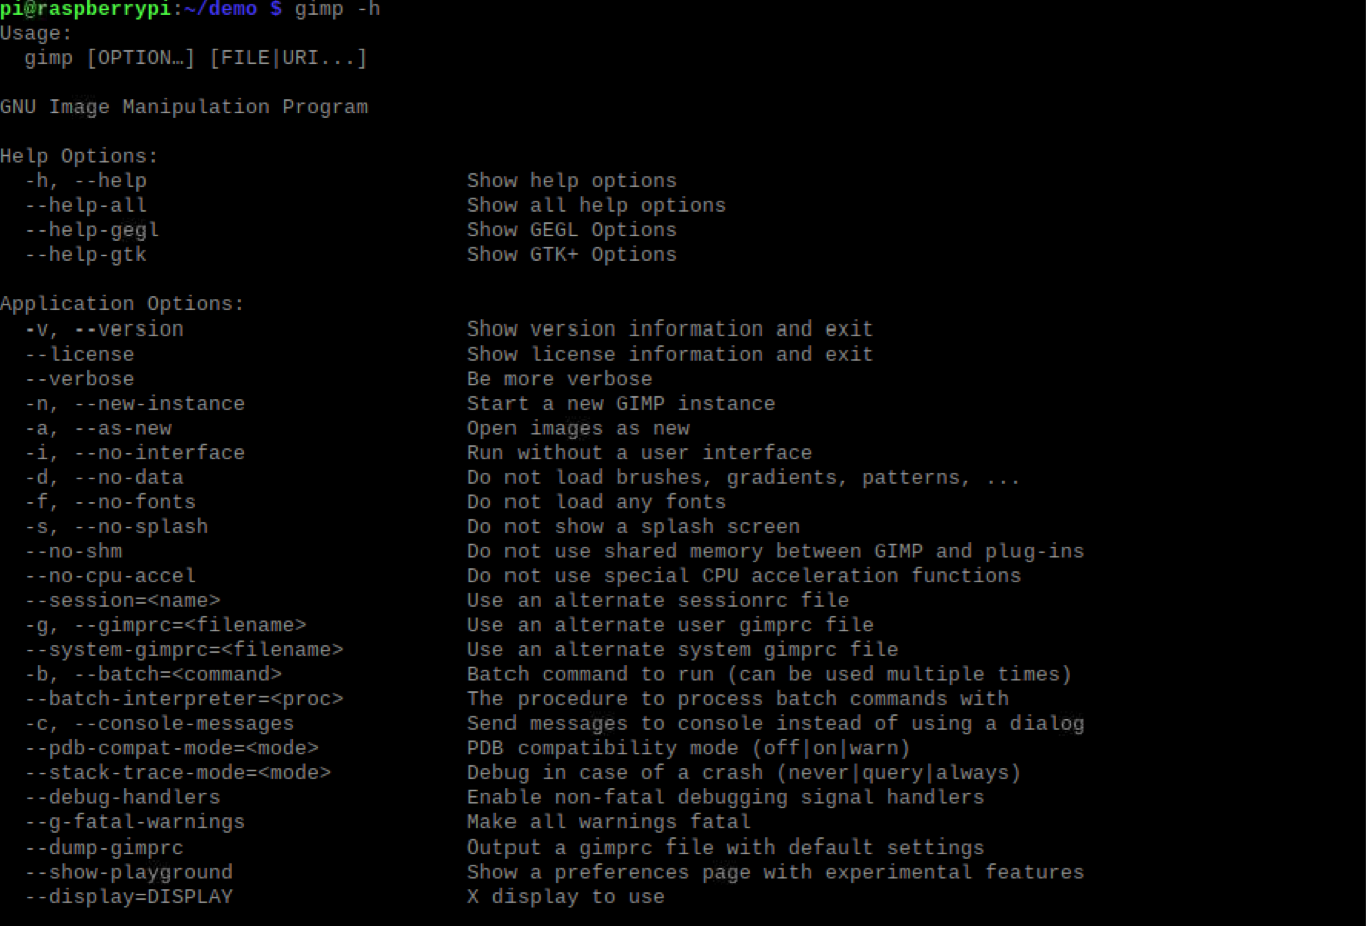 pi@raspberrypi:~/demo $ gimp -h
Usage:
  gimp [OPTION…] [FILE|URI...]

GNU Image Manipulation Program

Help Options:
  -h, --help                          Show help options
  --help-all                          Show all help options
  --help-gegl                         Show GEGL Options
  --help-gtk                          Show GTK+ Options

Application Options:
  -v, --version                       Show version information and exit
  --license                           Show license information and exit
  --verbose                           Be more verbose
  -n, --new-instance                  Start a new GIMP instance
  -a, --as-new                        Open images as new
  -i, --no-interface                  Run without a user interface
  -d, --no-data                       Do not load brushes, gradients, patterns, ...
  -f, --no-fonts                      Do not load any fonts
  -s, --no-splash                     Do not show a splash screen
  --no-shm                            Do not use shared memory between GIMP and plug-ins
  --no-cpu-accel                      Do not use special CPU acceleration functions
  --session=<name>                    Use an alternate sessionrc file
  -g, --gimprc=<filename>             Use an alternate user gimprc file
  --system-gimprc=<filename>          Use an alternate system gimprc file
  -b, --batch=<command>               Batch command to run (can be used multiple times)
  --batch-interpreter=<proc>          The procedure to process batch commands with
  -c, --console-messages              Send messages to console instead of using a dialog
  --pdb-compat-mode=<mode>            PDB compatibility mode (off|on|warn)
  --stack-trace-mode=<mode>           Debug in case of a crash (never|query|always)
  --debug-handlers                    Enable non-fatal debugging signal handlers
  --g-fatal-warnings                  Make all warnings fatal
  --dump-gimprc                       Output a gimprc file with default settings
  --show-playground                   Show a preferences page with experimental features
  --display=DISPLAY                   X display to use